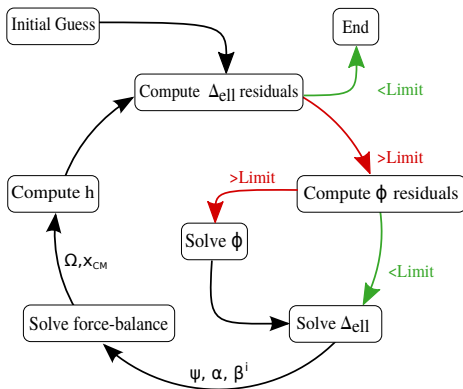 Initial Guess
End
Compute Δell residuals
<Limit
>Limit
>Limit
Compute h
Compute ϕ residuals
Solve ϕ
Ω,xCM
<Limit
Solve force-balance
Solve Δell
ψ, α, βⁱ